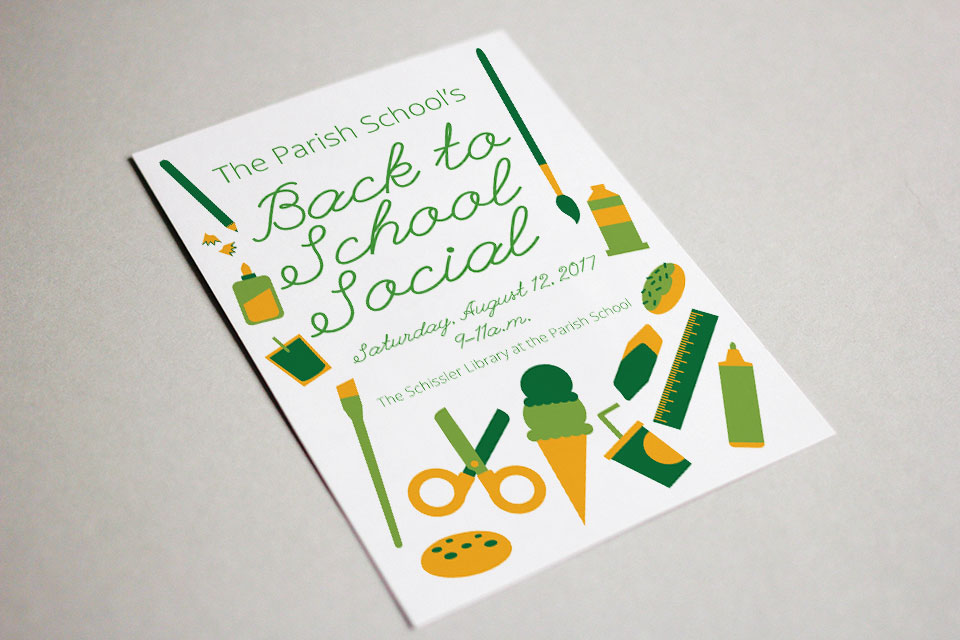 The Parish School's
Back to
School
Social
Saturday, August 12, 2017
9-11a.m.
The Schissler Library at the Parish School